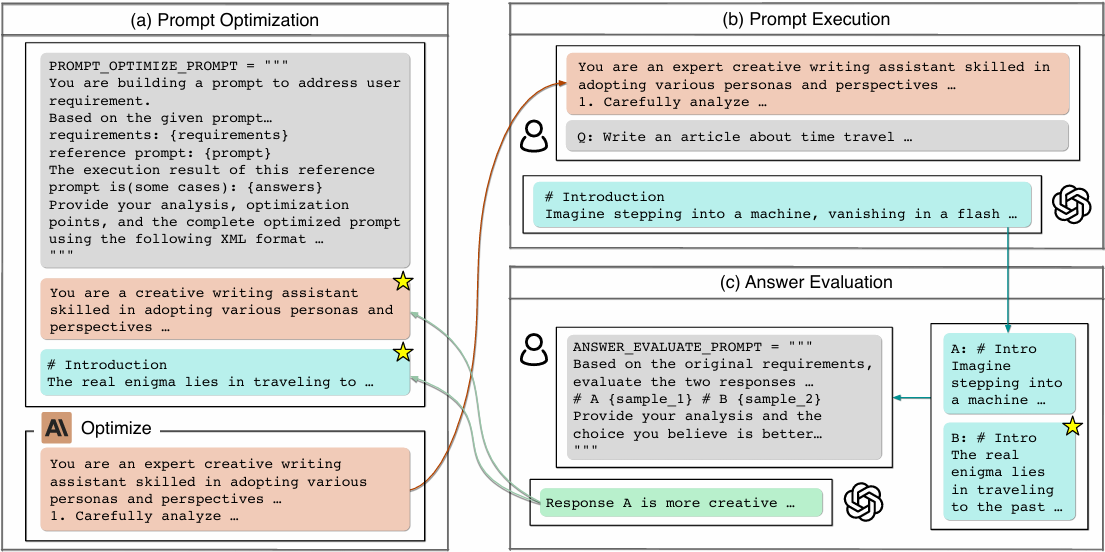 (a) Prompt Optimization
PROMPT_OPTIMIZE_PROMPT = """
You are building a prompt to address user
requirement.
Based on the given prompt…
requirements: {requirements}
reference prompt: {prompt}
The execution result of this reference
prompt is(some cases): {answers}
Provide your analysis, optimization
points, and the complete optimized prompt
using the following XML format …
"""
You are a creative writing assistant
skilled in adopting various personas and
perspectives …
# Introduction
The real enigma lies in traveling to …
A\ Optimize
You are an expert creative writing
assistant skilled in adopting various
personas and perspectives …
1. Carefully analyze …
(b) Prompt Execution
You are an expert creative writing assistant skilled in
adopting various personas and perspectives …
1. Carefully analyze …
Q: Write an article about time travel …
# Introduction
Imagine stepping into a machine, vanishing in a flash …
(c) Answer Evaluation
ANSWER_EVALUATE_PROMPT = """
Based on the original requirements,
evaluate the two responses …
# A {sample_1} # B {sample_2}
Provide your analysis and the
choice you believe is better…
"""
Response A is more creative …
A: # Intro
Imagine
stepping into
a machine …
B: # Intro
The real
enigma lies
in traveling
to the past …